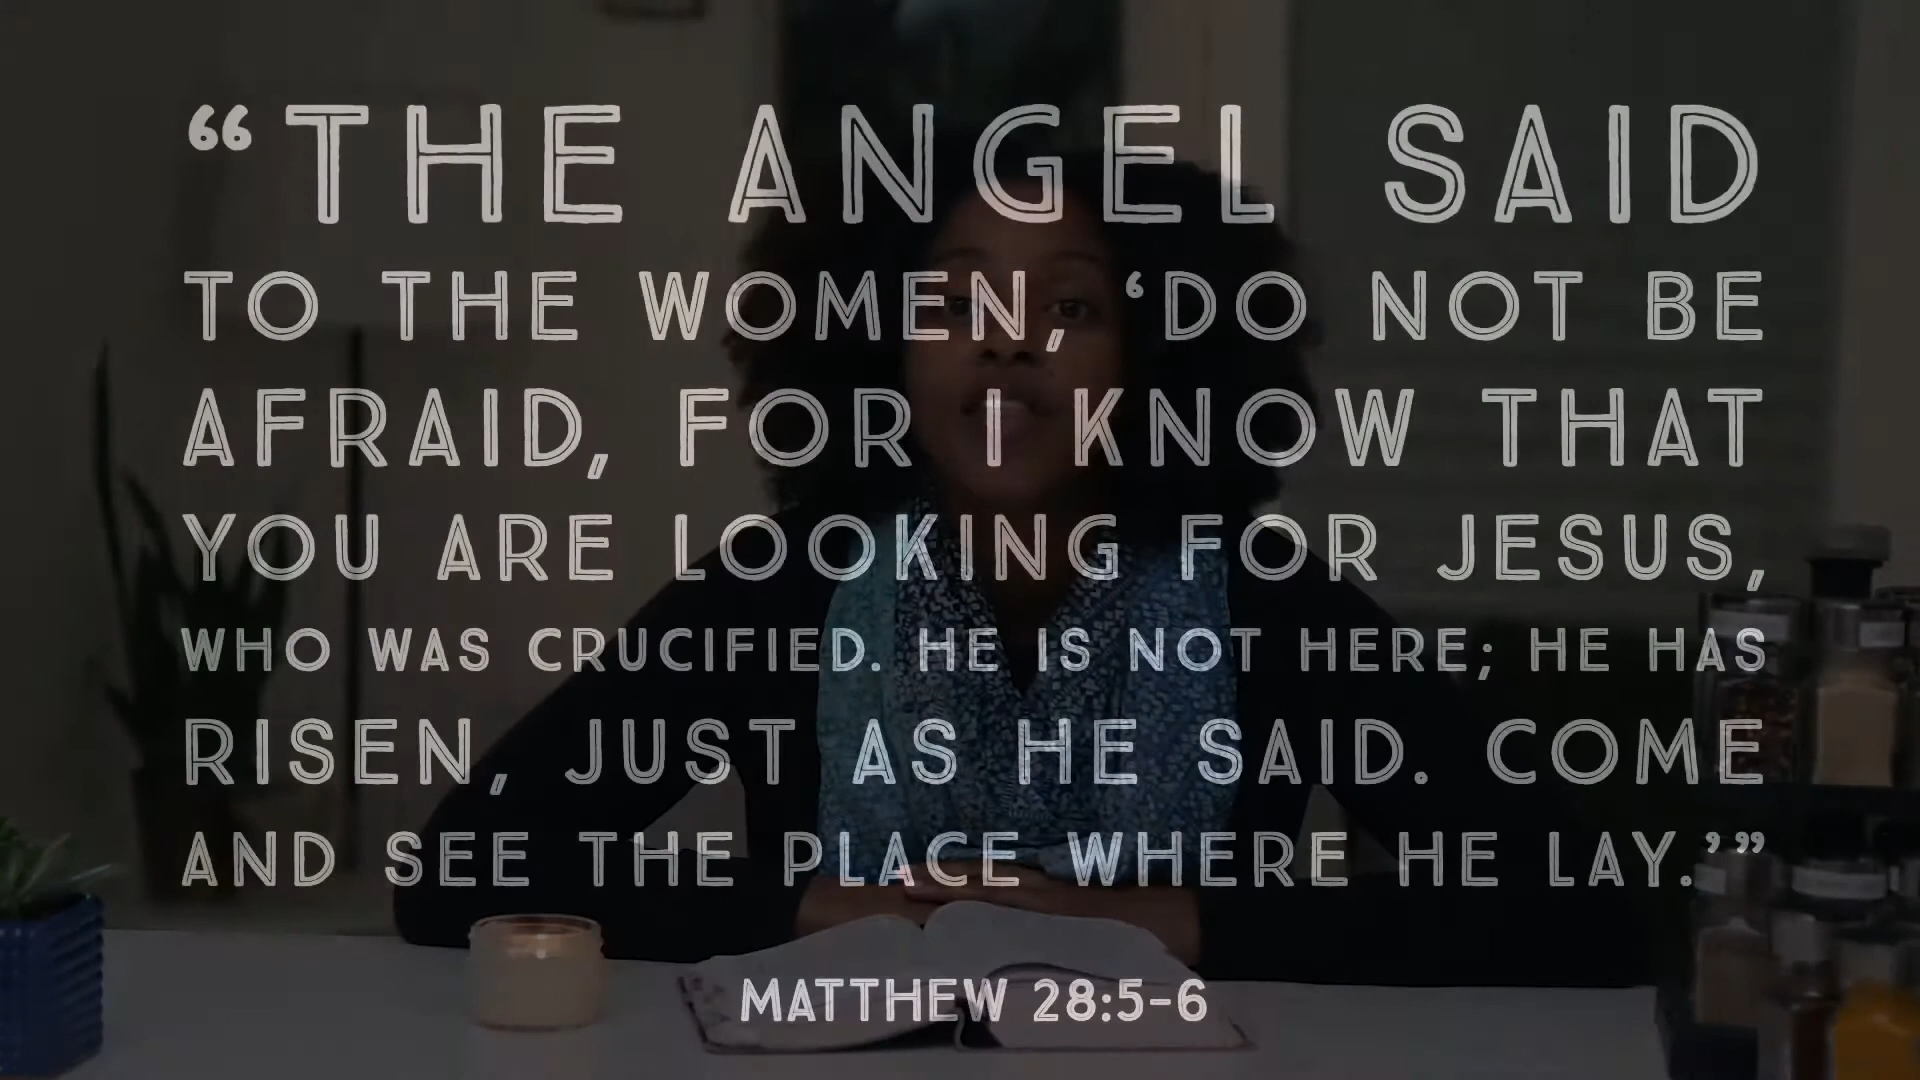 “THE ANGEL SAID
TO THE WOMEN, ‘DO NOT BE
AFRAID, FOR I KNOW THAT
YOU ARE LOOKING FOR JESUS,
WHO WAS CRUCIFIED. HE IS NOT HERE; HE HAS
RISEN, JUST AS HE SAID. COME
AND SEE THE PLACE WHERE HE LAY.’”
MATTHEW 28:5-6